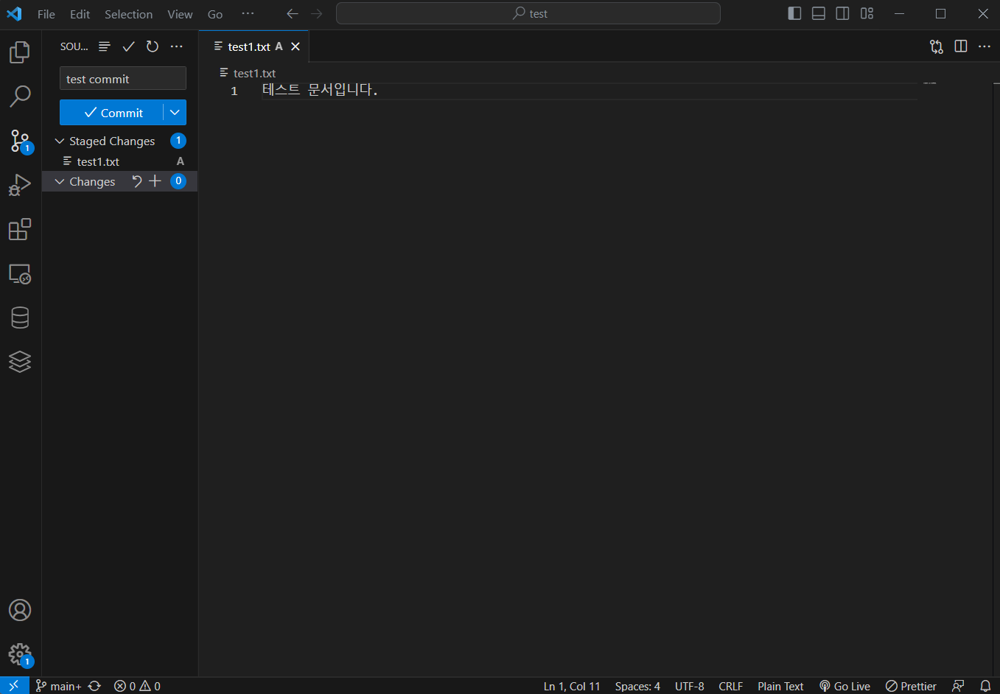 File Edit Selection View Go ··· test
SOU... ···
test1.txt A
···
test commit
test1.txt
1 테스트 문서입니다.
Commit
Staged Changes 1
1
test1.txt A
Changes 0
1
main+ 0 0 Ln 1, Col 11 Spaces: 4 UTF-8 CRLF Plain Text Go Live Prettier